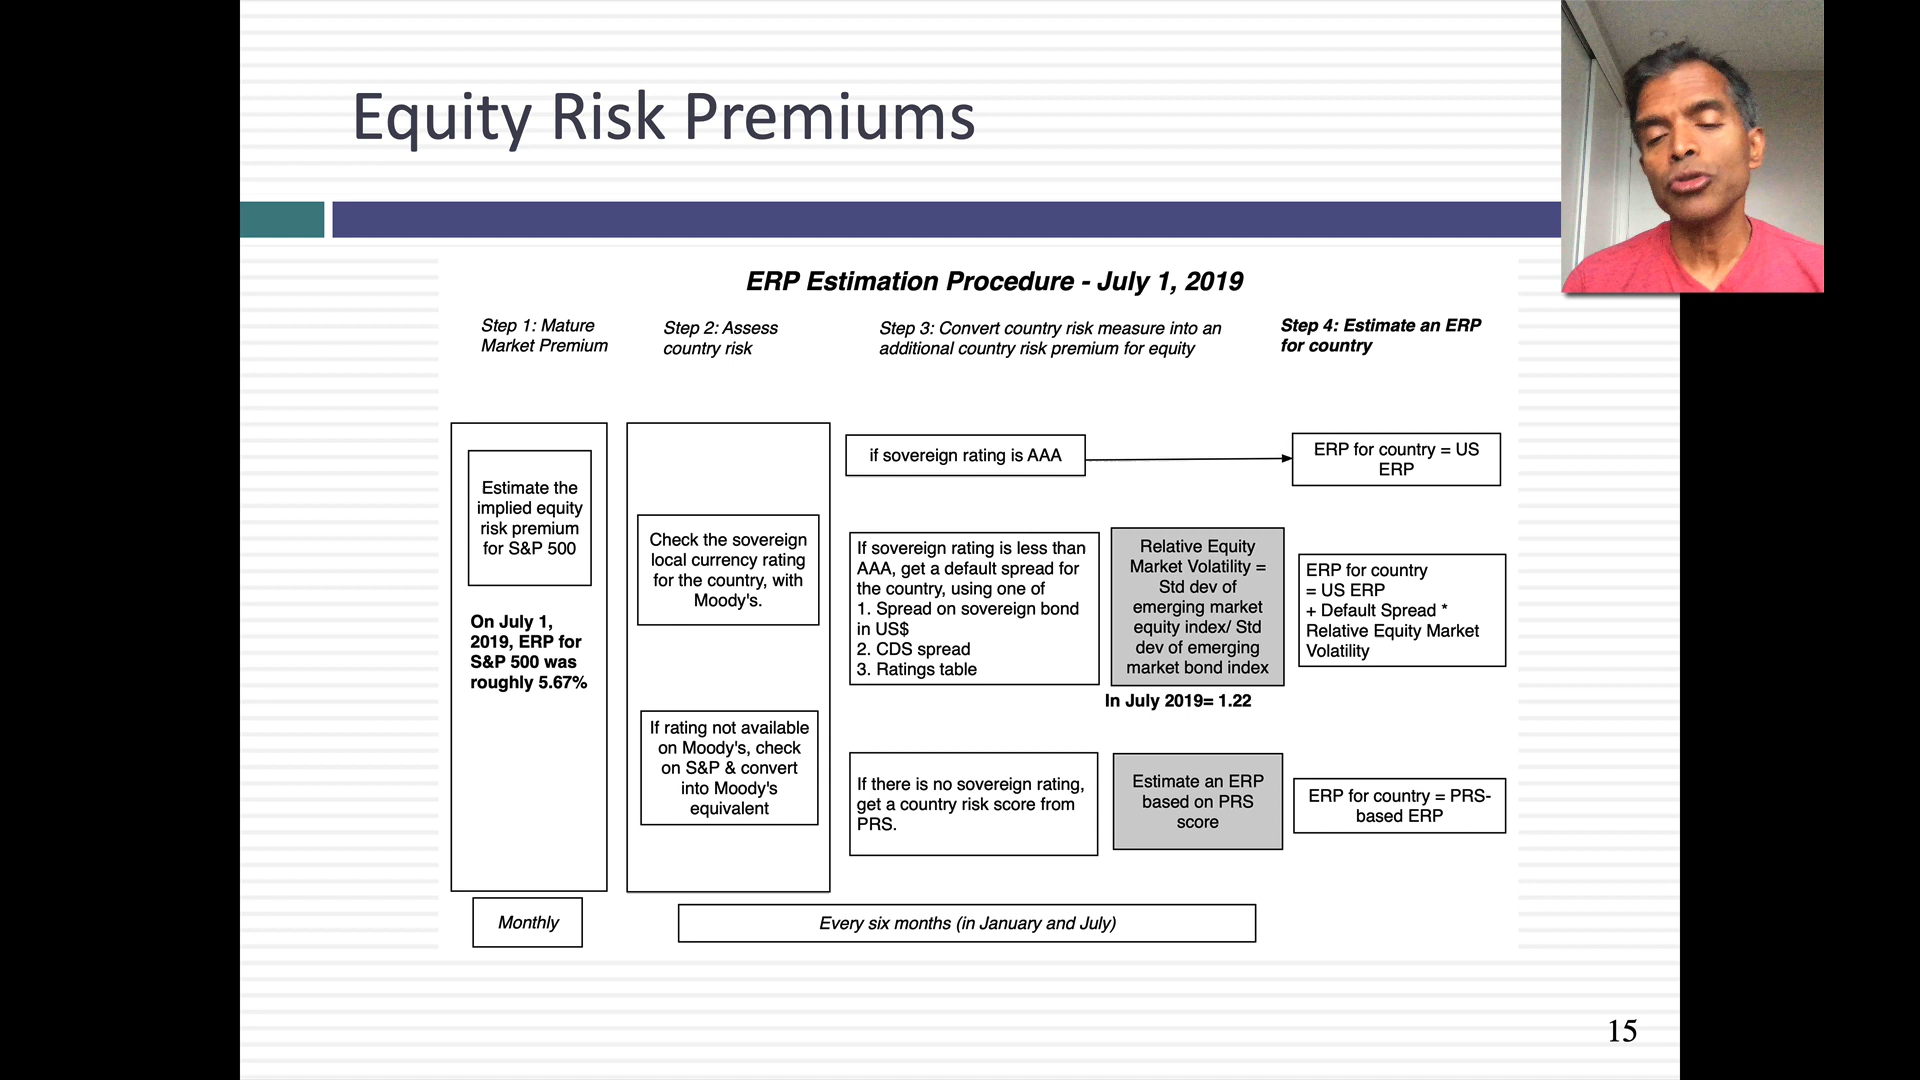 Equity Risk Premiums
ERP Estimation Procedure - July 1, 2019
Step 1: Mature
Market Premium
Step 2: Assess
country risk
Step 3: Convert country risk measure into an
additional country risk premium for equity
Step 4: Estimate an ERP
for country
Estimate the
implied equity
risk premium
for S&P 500
On July 1,
2019, ERP for
S&P 500 was
roughly 5.67%
Check the sovereign
local currency rating
for the country, with
Moody's.
If rating not available
on Moody's, check
on S&P & convert
into Moody's
equivalent
if sovereign rating is AAA
ERP for country = US
ERP
If sovereign rating is less than
AAA, get a default spread for
the country, using one of
1. Spread on sovereign bond
in US$
2. CDS spread
3. Ratings table
Relative Equity
Market Volatility =
Std dev of
emerging market
equity index/ Std
dev of emerging
market bond index
In July 2019= 1.22
ERP for country
= US ERP
+ Default Spread *
Relative Equity Market
Volatility
If there is no sovereign rating,
get a country risk score from
PRS.
Estimate an ERP
based on PRS
score
ERP for country = PRS-
based ERP
Monthly
Every six months (in January and July)
15